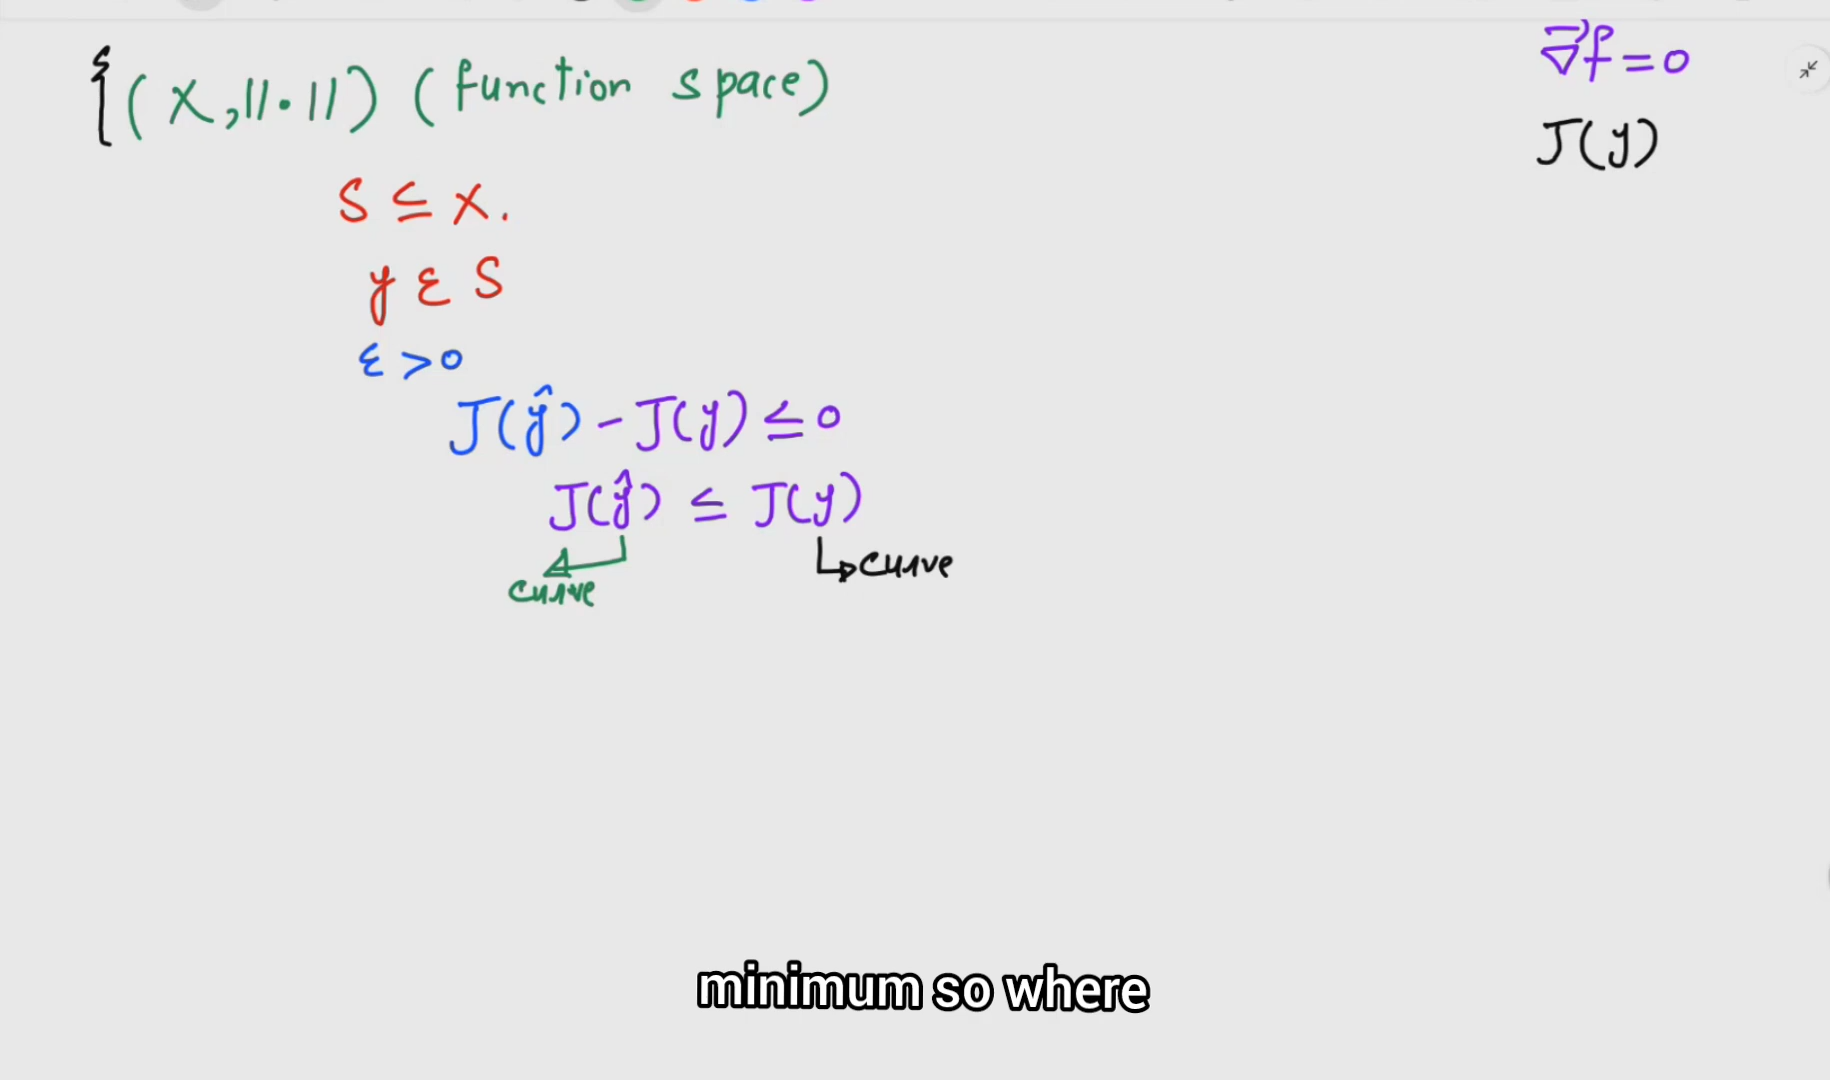 {(X, ||·||) (function space)
∇⃗f = 0
J(y)
S ⊆ X.
y ε S
ε > 0
J(ŷ) - J(y) ≤ 0
J(ŷ) ≤ J(y)
curve
curve
minimum so where